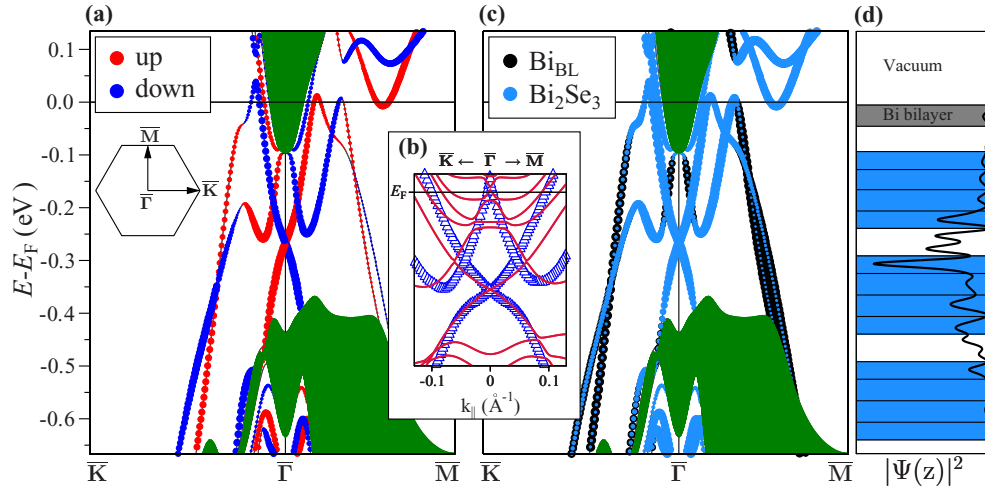 (a)
(c)
(d)
up
down
Bi_BL
Bi₂Se₃
Vacuum
Bi bilayer
M̅
K̅
Γ̅
(b)
K̅ ← Γ̅ → M̅
E_F
-0.1 0 0.1
k_∥ (Å⁻¹)
E-E_F (eV)
0.1
0.0
-0.1
-0.2
-0.3
-0.4
-0.5
-0.6
K̅ Γ̅ M̅
K̅ Γ̅ M̅
|Ψ(z)|²